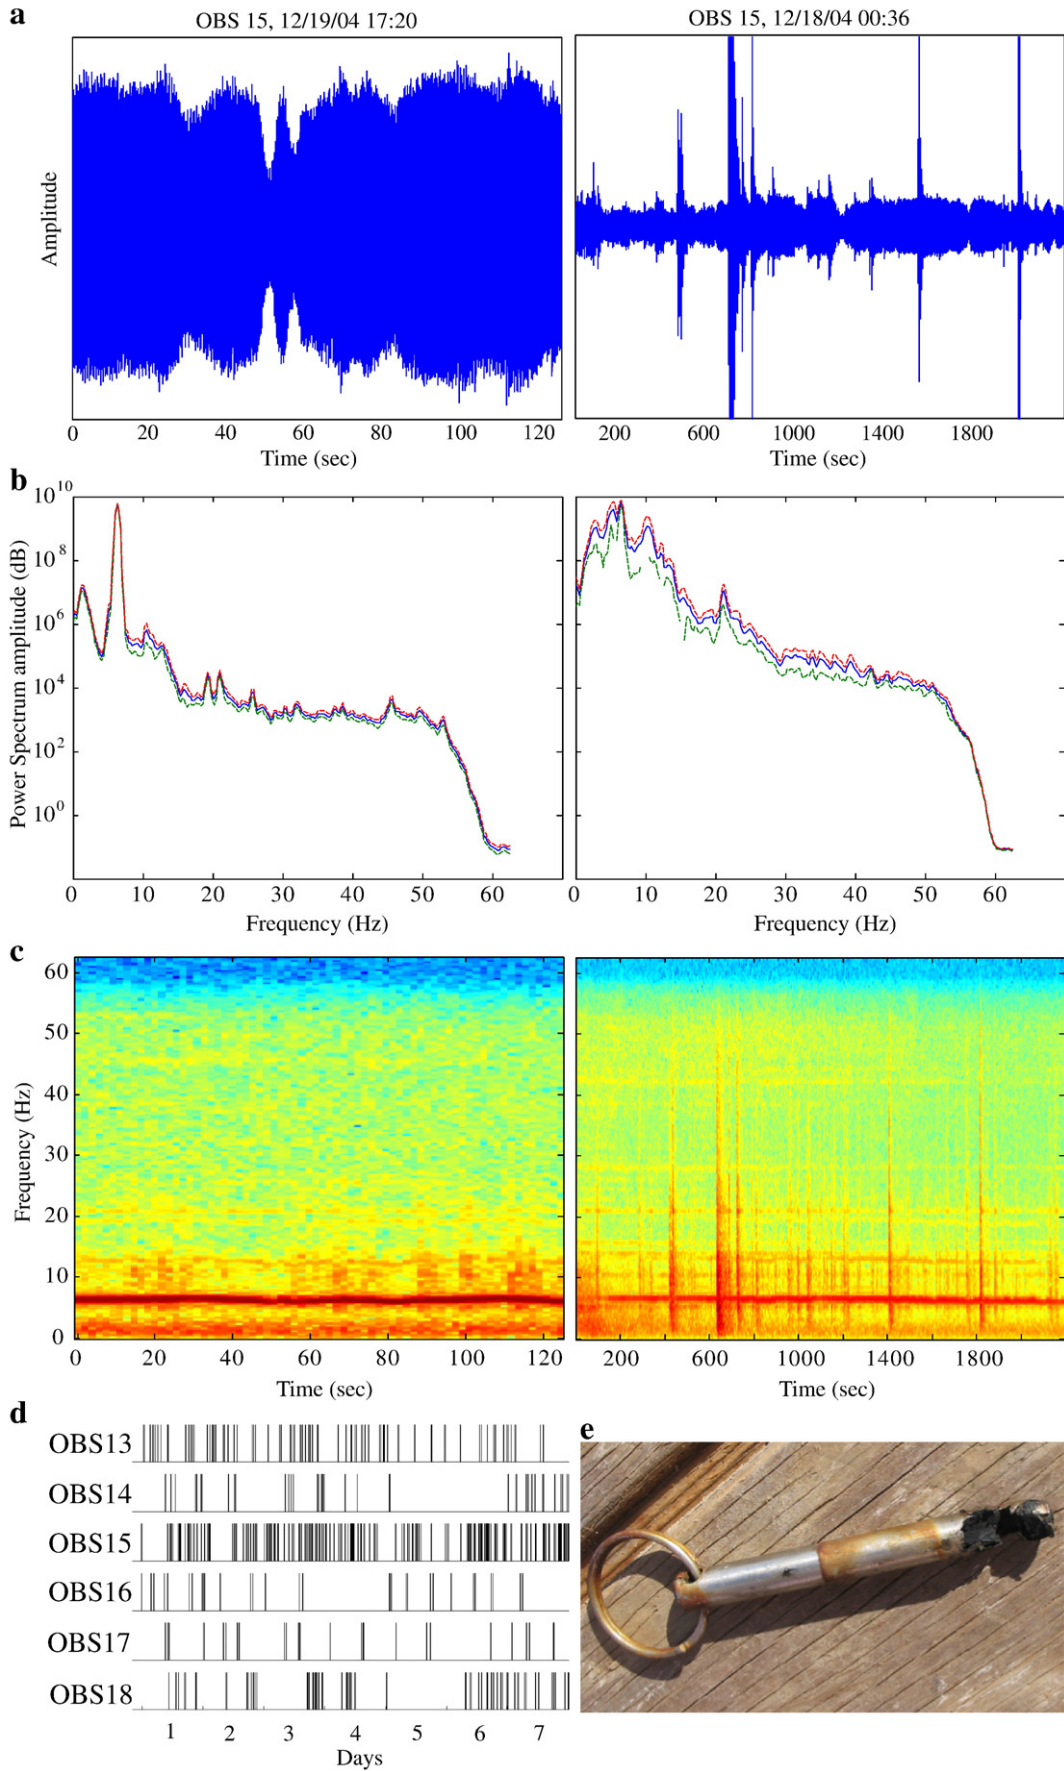 a
OBS 15, 12/19/04 17:20
OBS 15, 12/18/04 00:36
Amplitude
0 20 40 60 80 100 120
200 600 1000 1400 1800
Time (sec)
Time (sec)
b
10^10
10^8
10^6
10^4
10^2
10^0
Power Spectrum amplitude (dB)
0 10 20 30 40 50 60
0 10 20 30 40 50 60
Frequency (Hz)
Frequency (Hz)
c
60
50
40
30
20
10
0
Frequency (Hz)
0 20 40 60 80 100 120
200 600 1000 1400 1800
Time (sec)
Time (sec)
d
e
OBS13
OBS14
OBS15
OBS16
OBS17
OBS18
1 2 3 4 5 6 7
Days